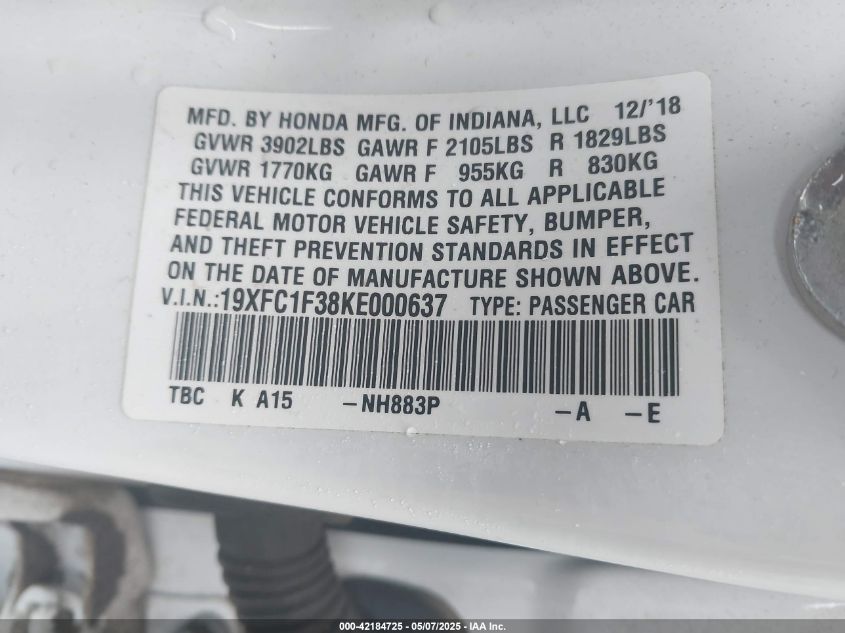 MFD. BY HONDA MFG. OF INDIANA, LLC 12/'18
GVWR 3902LBS GAWR F 2105LBS R 1829LBS
GVWR 1770KG GAWR F 955KG R 830KG
THIS VEHICLE CONFORMS TO ALL APPLICABLE
FEDERAL MOTOR VEHICLE SAFETY, BUMPER,
AND THEFT PREVENTION STANDARDS IN EFFECT
ON THE DATE OF MANUFACTURE SHOWN ABOVE.
V.I.N.:19XFC1F38KE000637 TYPE: PASSENGER CAR
TBC K A15 -NH883P -A -E
000-42184725 - 05/07/2025 - IAA Inc.